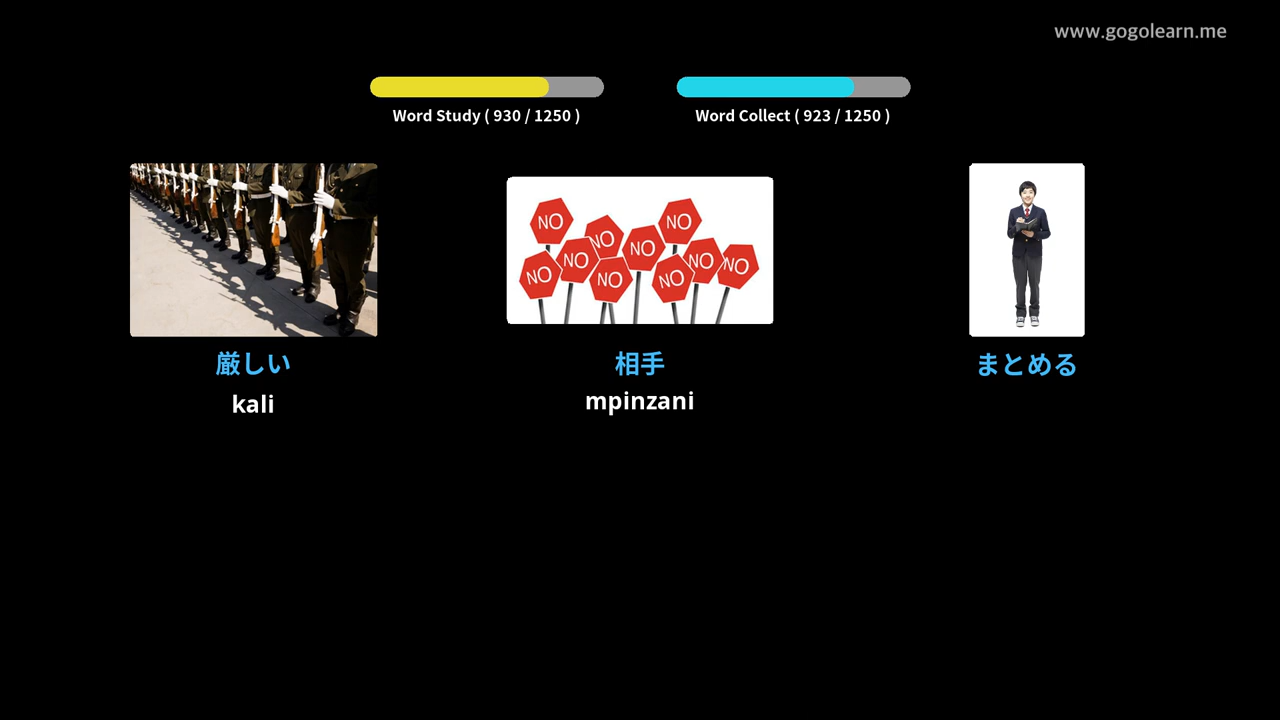 www.gogolearn.me
Word Study ( 930 / 1250 )
Word Collect ( 923 / 1250 )
NO
NO
NO
NO
NO
NO
NO
NO
NO
NO
厳しい
相手
まとめる
kali
mpinzani